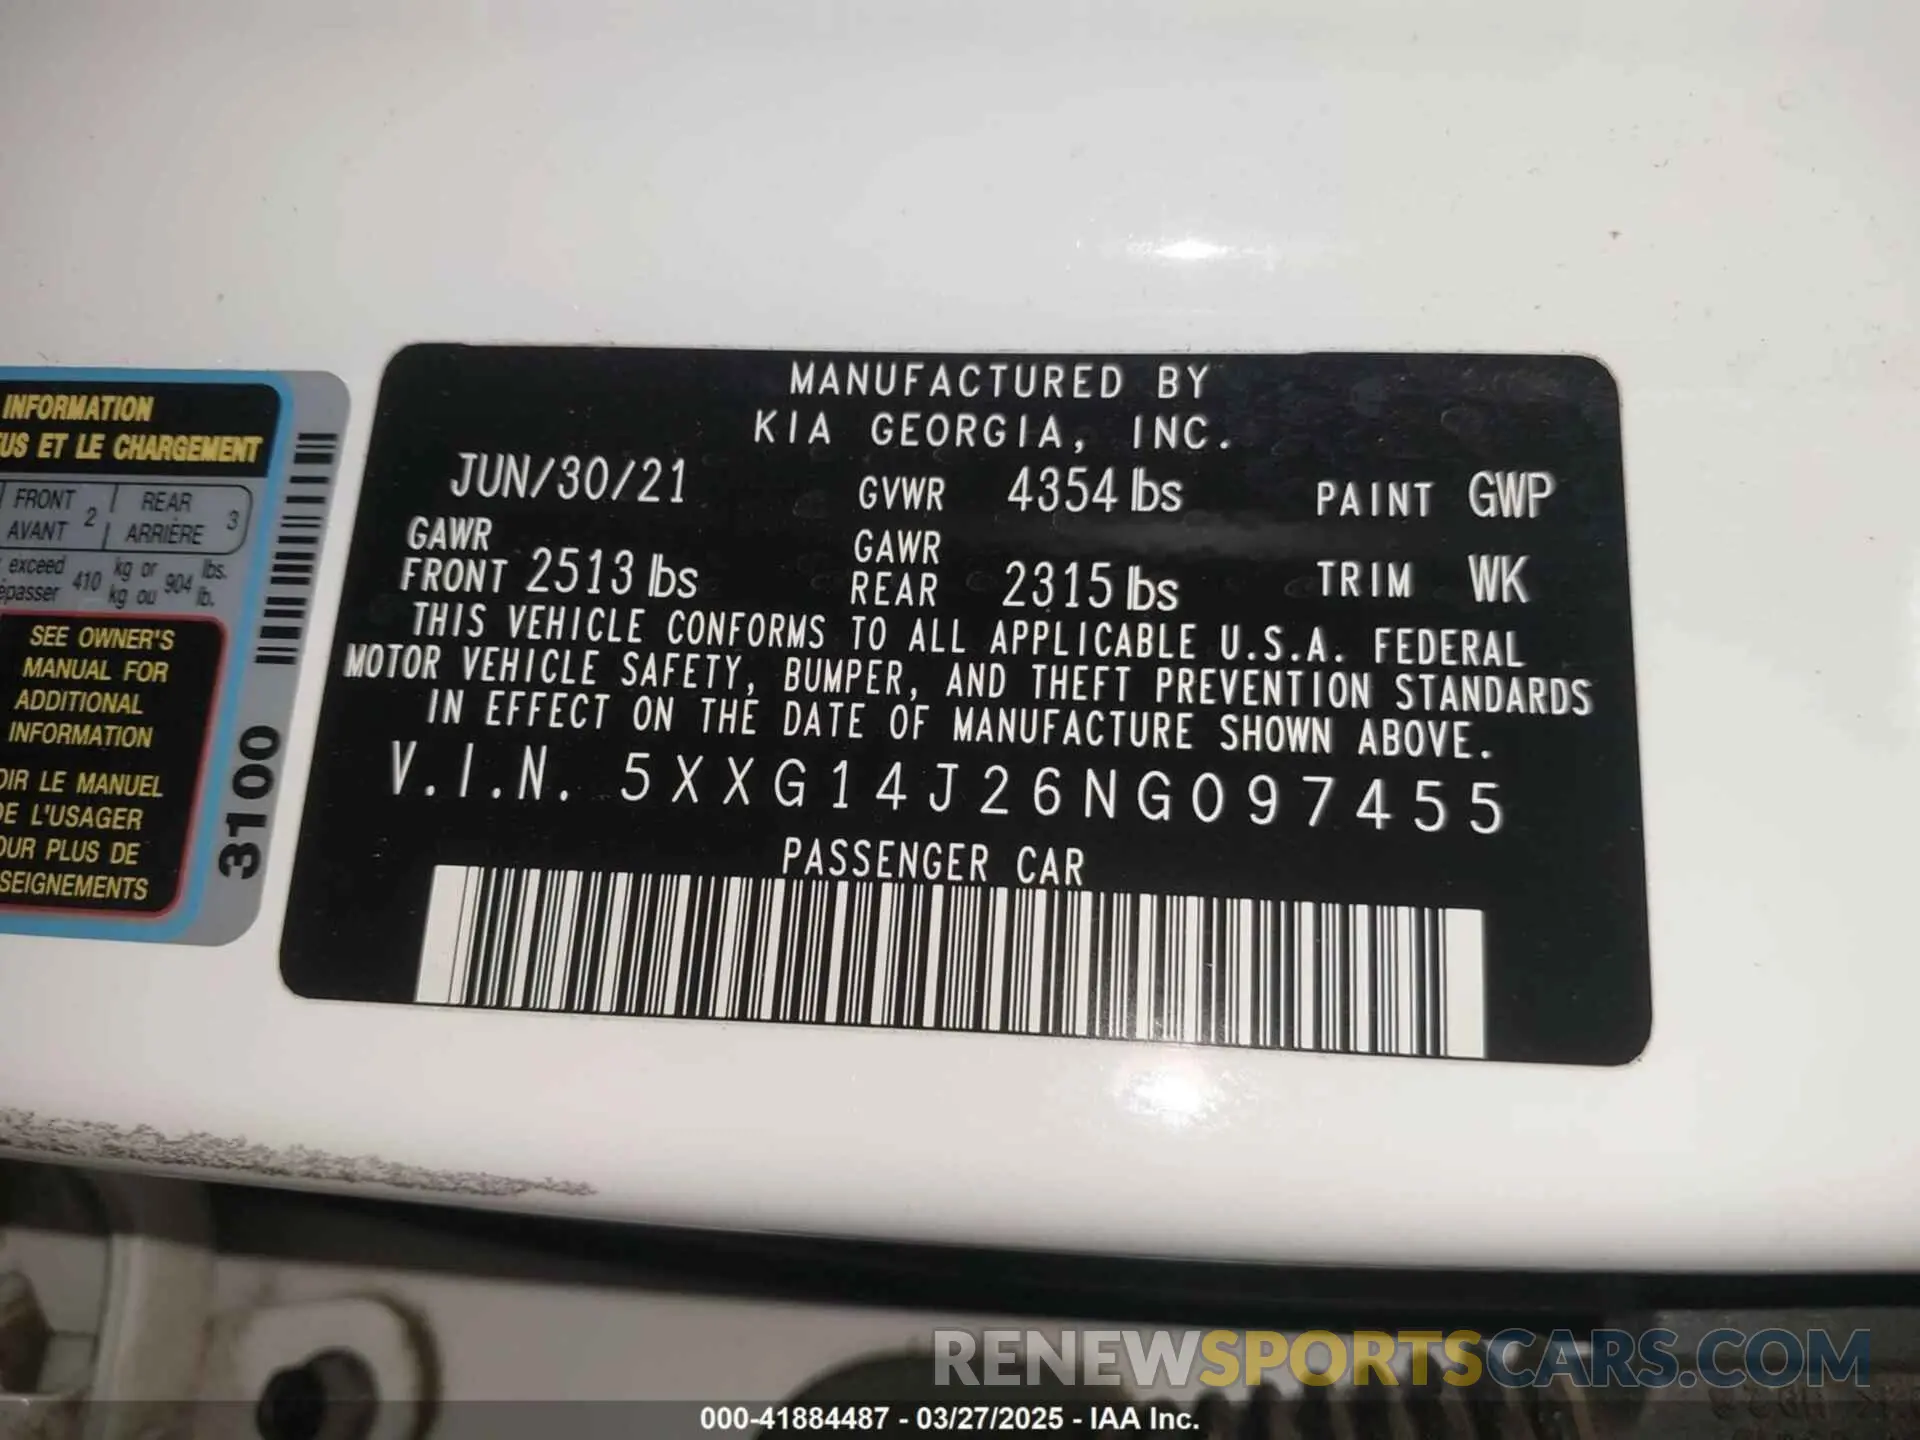 INFORMATION
US ET LE CHARGEMENT
FRONT 2 REAR 3
AVANT ARRIÈRE
exceed 410 kg or 904 lbs.
kg ou lb.
SEE OWNER'S
MANUAL FOR
ADDITIONAL
INFORMATION
OIR LE MANUEL
DE L'USAGER
OUR PLUS DE
SEIGNEMENTS
3100
MANUFACTURED BY
KIA GEORGIA, INC.
JUN/30/21 GVWR 4354 lbs PAINT GWP
GAWR FRONT 2513 lbs GAWR REAR 2315 lbs TRIM WK
THIS VEHICLE CONFORMS TO ALL APPLICABLE U.S.A. FEDERAL
MOTOR VEHICLE SAFETY, BUMPER, AND THEFT PREVENTION STANDARDS
IN EFFECT ON THE DATE OF MANUFACTURE SHOWN ABOVE.
V.I.N. 5XXG14J26NG097455
PASSENGER CAR
RENEWSPORTSCARS.COM
000-41884487 - 03/27/2025 - IAA Inc.